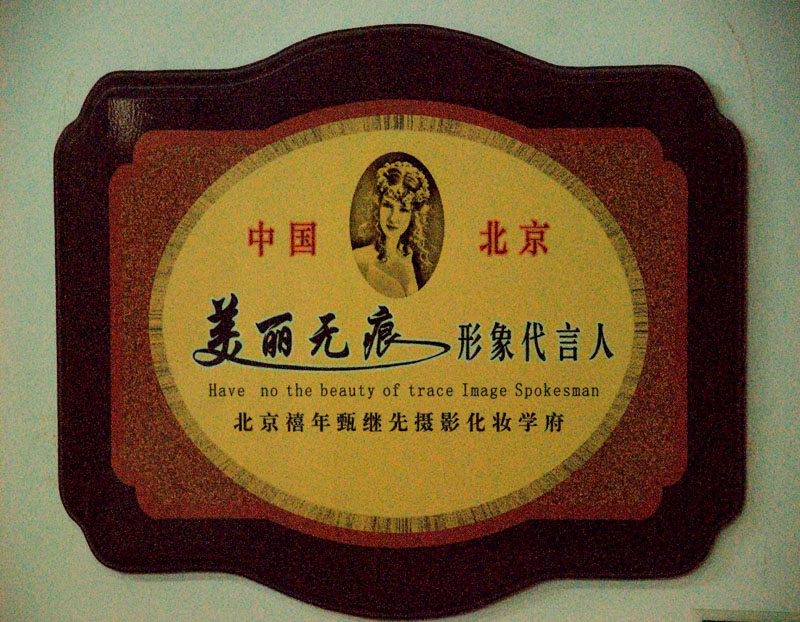 中国 北京
美丽无痕形象代言人
Have no the beauty of trace Image Spokesman
北京禧年甄继先摄影化妆学府